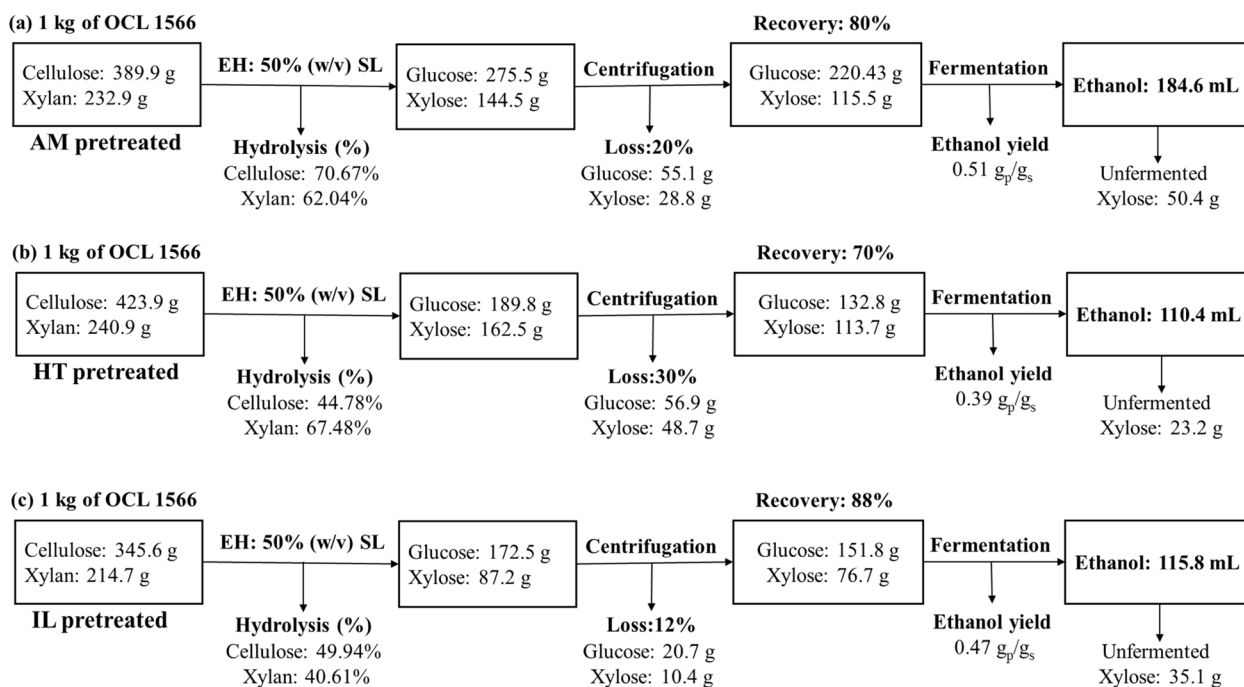 (a) 1 kg of OCL 1566
Recovery: 80%
Cellulose: 389.9 g
Xylan: 232.9 g
AM pretreated
EH: 50% (w/v) SL
Hydrolysis (%)
Cellulose: 70.67%
Xylan: 62.04%
Glucose: 275.5 g
Xylose: 144.5 g
Centrifugation
Loss:20%
Glucose: 55.1 g
Xylose: 28.8 g
Glucose: 220.43 g
Xylose: 115.5 g
Fermentation
Ethanol yield
0.51 gp/gs
Ethanol: 184.6 mL
Unfermented
Xylose: 50.4 g
(b) 1 kg of OCL 1566
Recovery: 70%
Cellulose: 423.9 g
Xylan: 240.9 g
HT pretreated
EH: 50% (w/v) SL
Hydrolysis (%)
Cellulose: 44.78%
Xylan: 67.48%
Glucose: 189.8 g
Xylose: 162.5 g
Centrifugation
Loss:30%
Glucose: 56.9 g
Xylose: 48.7 g
Glucose: 132.8 g
Xylose: 113.7 g
Fermentation
Ethanol yield
0.39 gp/gs
Ethanol: 110.4 mL
Unfermented
Xylose: 23.2 g
(c) 1 kg of OCL 1566
Recovery: 88%
Cellulose: 345.6 g
Xylan: 214.7 g
IL pretreated
EH: 50% (w/v) SL
Hydrolysis (%)
Cellulose: 49.94%
Xylan: 40.61%
Glucose: 172.5 g
Xylose: 87.2 g
Centrifugation
Loss:12%
Glucose: 20.7 g
Xylose: 10.4 g
Glucose: 151.8 g
Xylose: 76.7 g
Fermentation
Ethanol yield
0.47 gp/gs
Ethanol: 115.8 mL
Unfermented
Xylose: 35.1 g